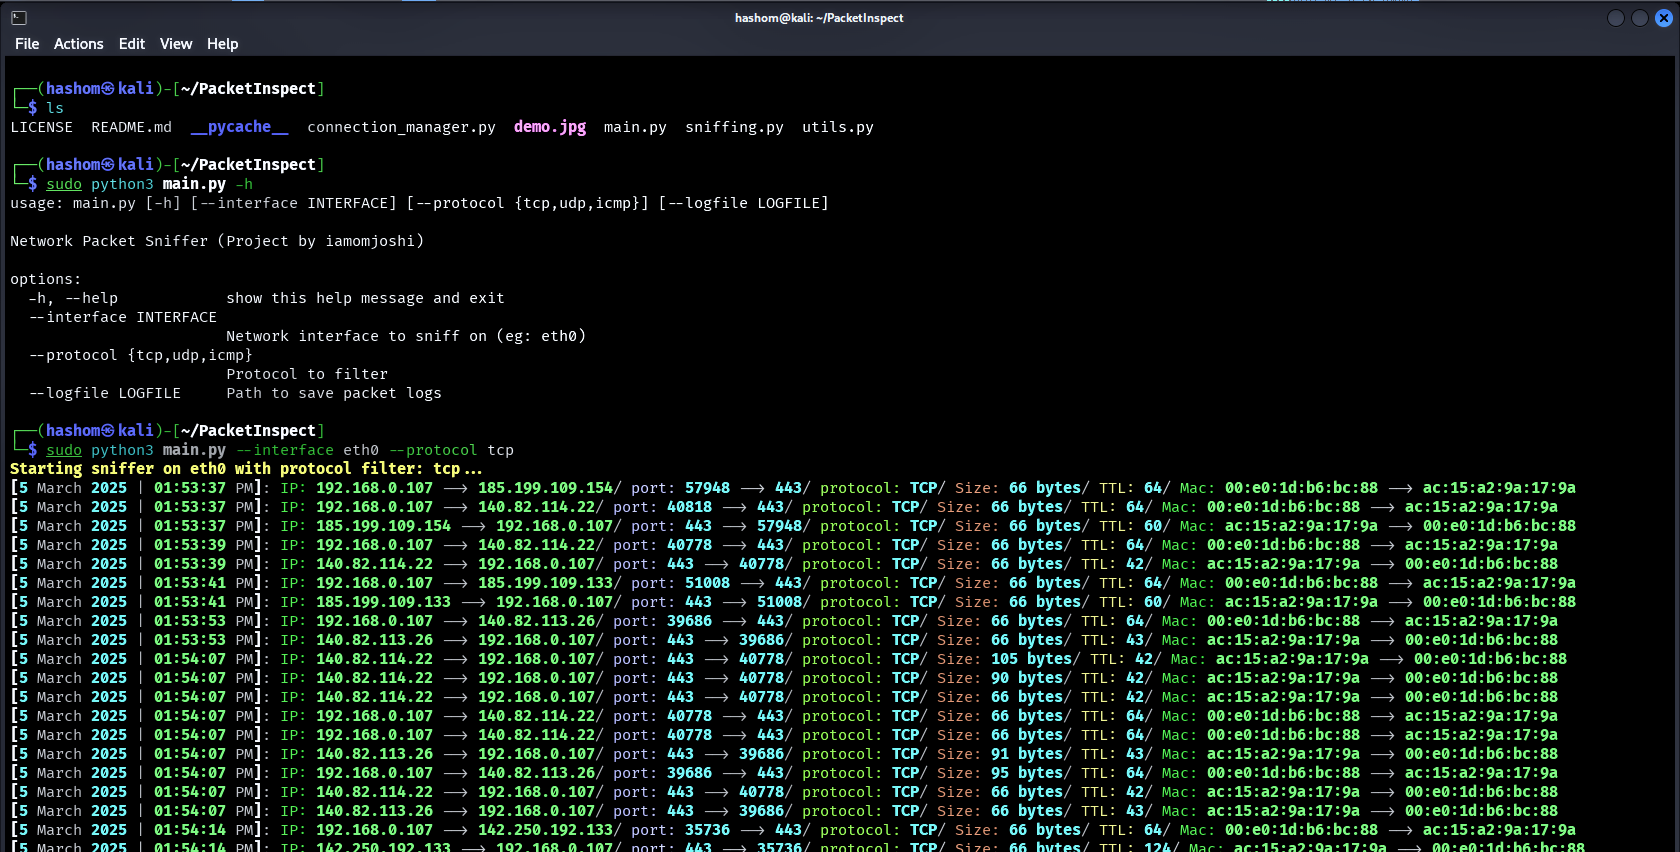 hashom@kali: ~/PacketInspect
File Actions Edit View Help
┌──(hashom㉿kali)-[~/PacketInspect]
└─$ ls
LICENSE README.md __pycache__ connection_manager.py demo.jpg main.py sniffing.py utils.py
┌──(hashom㉿kali)-[~/PacketInspect]
└─$ sudo python3 main.py -h
usage: main.py [-h] [--interface INTERFACE] [--protocol {tcp,udp,icmp}] [--logfile LOGFILE]
Network Packet Sniffer (Project by iamomjoshi)
options:
-h, --help show this help message and exit
--interface INTERFACE
Network interface to sniff on (eg: eth0)
--protocol {tcp,udp,icmp}
Protocol to filter
--logfile LOGFILE Path to save packet logs
┌──(hashom㉿kali)-[~/PacketInspect]
└─$ sudo python3 main.py --interface eth0 --protocol tcp
Starting sniffer on eth0 with protocol filter: tcp...
[5 March 2025 | 01:53:37 PM]: IP: 192.168.0.107 --> 185.199.109.154/ port: 57948 --> 443/ protocol: TCP/ Size: 66 bytes/ TTL: 64/ Mac: 00:e0:1d:b6:bc:88 --> ac:15:a2:9a:17:9a
[5 March 2025 | 01:53:37 PM]: IP: 192.168.0.107 --> 140.82.114.22/ port: 40818 --> 443/ protocol: TCP/ Size: 66 bytes/ TTL: 64/ Mac: 00:e0:1d:b6:bc:88 --> ac:15:a2:9a:17:9a
[5 March 2025 | 01:53:37 PM]: IP: 185.199.109.154 --> 192.168.0.107/ port: 443 --> 57948/ protocol: TCP/ Size: 66 bytes/ TTL: 60/ Mac: ac:15:a2:9a:17:9a --> 00:e0:1d:b6:bc:88
[5 March 2025 | 01:53:39 PM]: IP: 192.168.0.107 --> 140.82.114.22/ port: 40778 --> 443/ protocol: TCP/ Size: 66 bytes/ TTL: 64/ Mac: 00:e0:1d:b6:bc:88 --> ac:15:a2:9a:17:9a
[5 March 2025 | 01:53:39 PM]: IP: 140.82.114.22 --> 192.168.0.107/ port: 443 --> 40778/ protocol: TCP/ Size: 66 bytes/ TTL: 42/ Mac: ac:15:a2:9a:17:9a --> 00:e0:1d:b6:bc:88
[5 March 2025 | 01:53:41 PM]: IP: 192.168.0.107 --> 185.199.109.133/ port: 51008 --> 443/ protocol: TCP/ Size: 66 bytes/ TTL: 64/ Mac: 00:e0:1d:b6:bc:88 --> ac:15:a2:9a:17:9a
[5 March 2025 | 01:53:41 PM]: IP: 185.199.109.133 --> 192.168.0.107/ port: 443 --> 51008/ protocol: TCP/ Size: 66 bytes/ TTL: 60/ Mac: ac:15:a2:9a:17:9a --> 00:e0:1d:b6:bc:88
[5 March 2025 | 01:53:53 PM]: IP: 192.168.0.107 --> 140.82.113.26/ port: 39686 --> 443/ protocol: TCP/ Size: 66 bytes/ TTL: 64/ Mac: 00:e0:1d:b6:bc:88 --> ac:15:a2:9a:17:9a
[5 March 2025 | 01:53:53 PM]: IP: 140.82.113.26 --> 192.168.0.107/ port: 443 --> 39686/ protocol: TCP/ Size: 66 bytes/ TTL: 43/ Mac: ac:15:a2:9a:17:9a --> 00:e0:1d:b6:bc:88
[5 March 2025 | 01:54:07 PM]: IP: 140.82.114.22 --> 192.168.0.107/ port: 443 --> 40778/ protocol: TCP/ Size: 105 bytes/ TTL: 42/ Mac: ac:15:a2:9a:17:9a --> 00:e0:1d:b6:bc:88
[5 March 2025 | 01:54:07 PM]: IP: 140.82.114.22 --> 192.168.0.107/ port: 443 --> 40778/ protocol: TCP/ Size: 90 bytes/ TTL: 42/ Mac: ac:15:a2:9a:17:9a --> 00:e0:1d:b6:bc:88
[5 March 2025 | 01:54:07 PM]: IP: 140.82.114.22 --> 192.168.0.107/ port: 443 --> 40778/ protocol: TCP/ Size: 66 bytes/ TTL: 42/ Mac: ac:15:a2:9a:17:9a --> 00:e0:1d:b6:bc:88
[5 March 2025 | 01:54:07 PM]: IP: 192.168.0.107 --> 140.82.114.22/ port: 40778 --> 443/ protocol: TCP/ Size: 66 bytes/ TTL: 64/ Mac: 00:e0:1d:b6:bc:88 --> ac:15:a2:9a:17:9a
[5 March 2025 | 01:54:07 PM]: IP: 192.168.0.107 --> 140.82.114.22/ port: 40778 --> 443/ protocol: TCP/ Size: 66 bytes/ TTL: 64/ Mac: 00:e0:1d:b6:bc:88 --> ac:15:a2:9a:17:9a
[5 March 2025 | 01:54:07 PM]: IP: 140.82.113.26 --> 192.168.0.107/ port: 443 --> 39686/ protocol: TCP/ Size: 91 bytes/ TTL: 43/ Mac: ac:15:a2:9a:17:9a --> 00:e0:1d:b6:bc:88
[5 March 2025 | 01:54:07 PM]: IP: 192.168.0.107 --> 140.82.113.26/ port: 39686 --> 443/ protocol: TCP/ Size: 95 bytes/ TTL: 64/ Mac: 00:e0:1d:b6:bc:88 --> ac:15:a2:9a:17:9a
[5 March 2025 | 01:54:07 PM]: IP: 140.82.114.22 --> 192.168.0.107/ port: 443 --> 40778/ protocol: TCP/ Size: 66 bytes/ TTL: 42/ Mac: ac:15:a2:9a:17:9a --> 00:e0:1d:b6:bc:88
[5 March 2025 | 01:54:07 PM]: IP: 140.82.113.26 --> 192.168.0.107/ port: 443 --> 39686/ protocol: TCP/ Size: 66 bytes/ TTL: 43/ Mac: ac:15:a2:9a:17:9a --> 00:e0:1d:b6:bc:88
[5 March 2025 | 01:54:14 PM]: IP: 192.168.0.107 --> 142.250.192.133/ port: 35736 --> 443/ protocol: TCP/ Size: 66 bytes/ TTL: 64/ Mac: 00:e0:1d:b6:bc:88 --> ac:15:a2:9a:17:9a
[5 March 2025 | 01:54:14 PM]: IP: 142.250.192.133 --> 192.168.0.107/ port: 443 --> 35736/ protocol: TCP/ Size: 66 bytes/ TTL: 124/ Mac: ac:15:a2:9a:17:9a --> 00:e0:1d:b6:bc:88